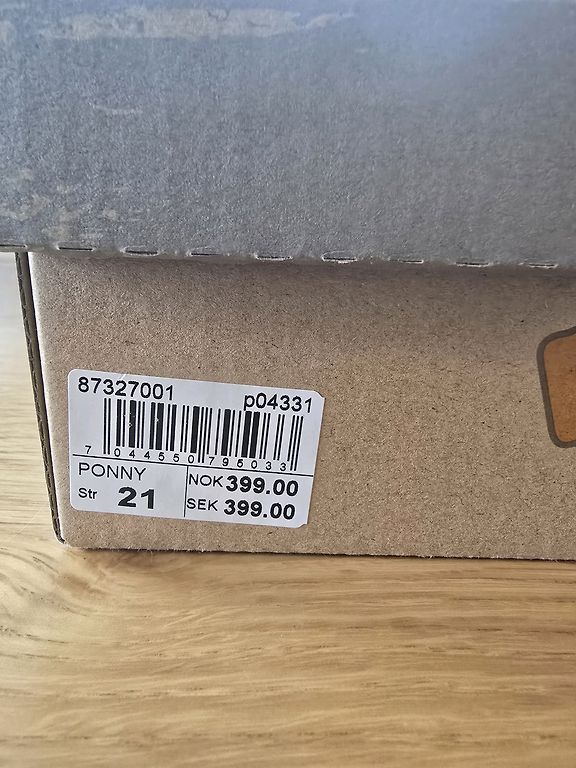 87327001 p04331
7 044550 795033
PONNY NOK 399.00
Str 21 SEK 399.00